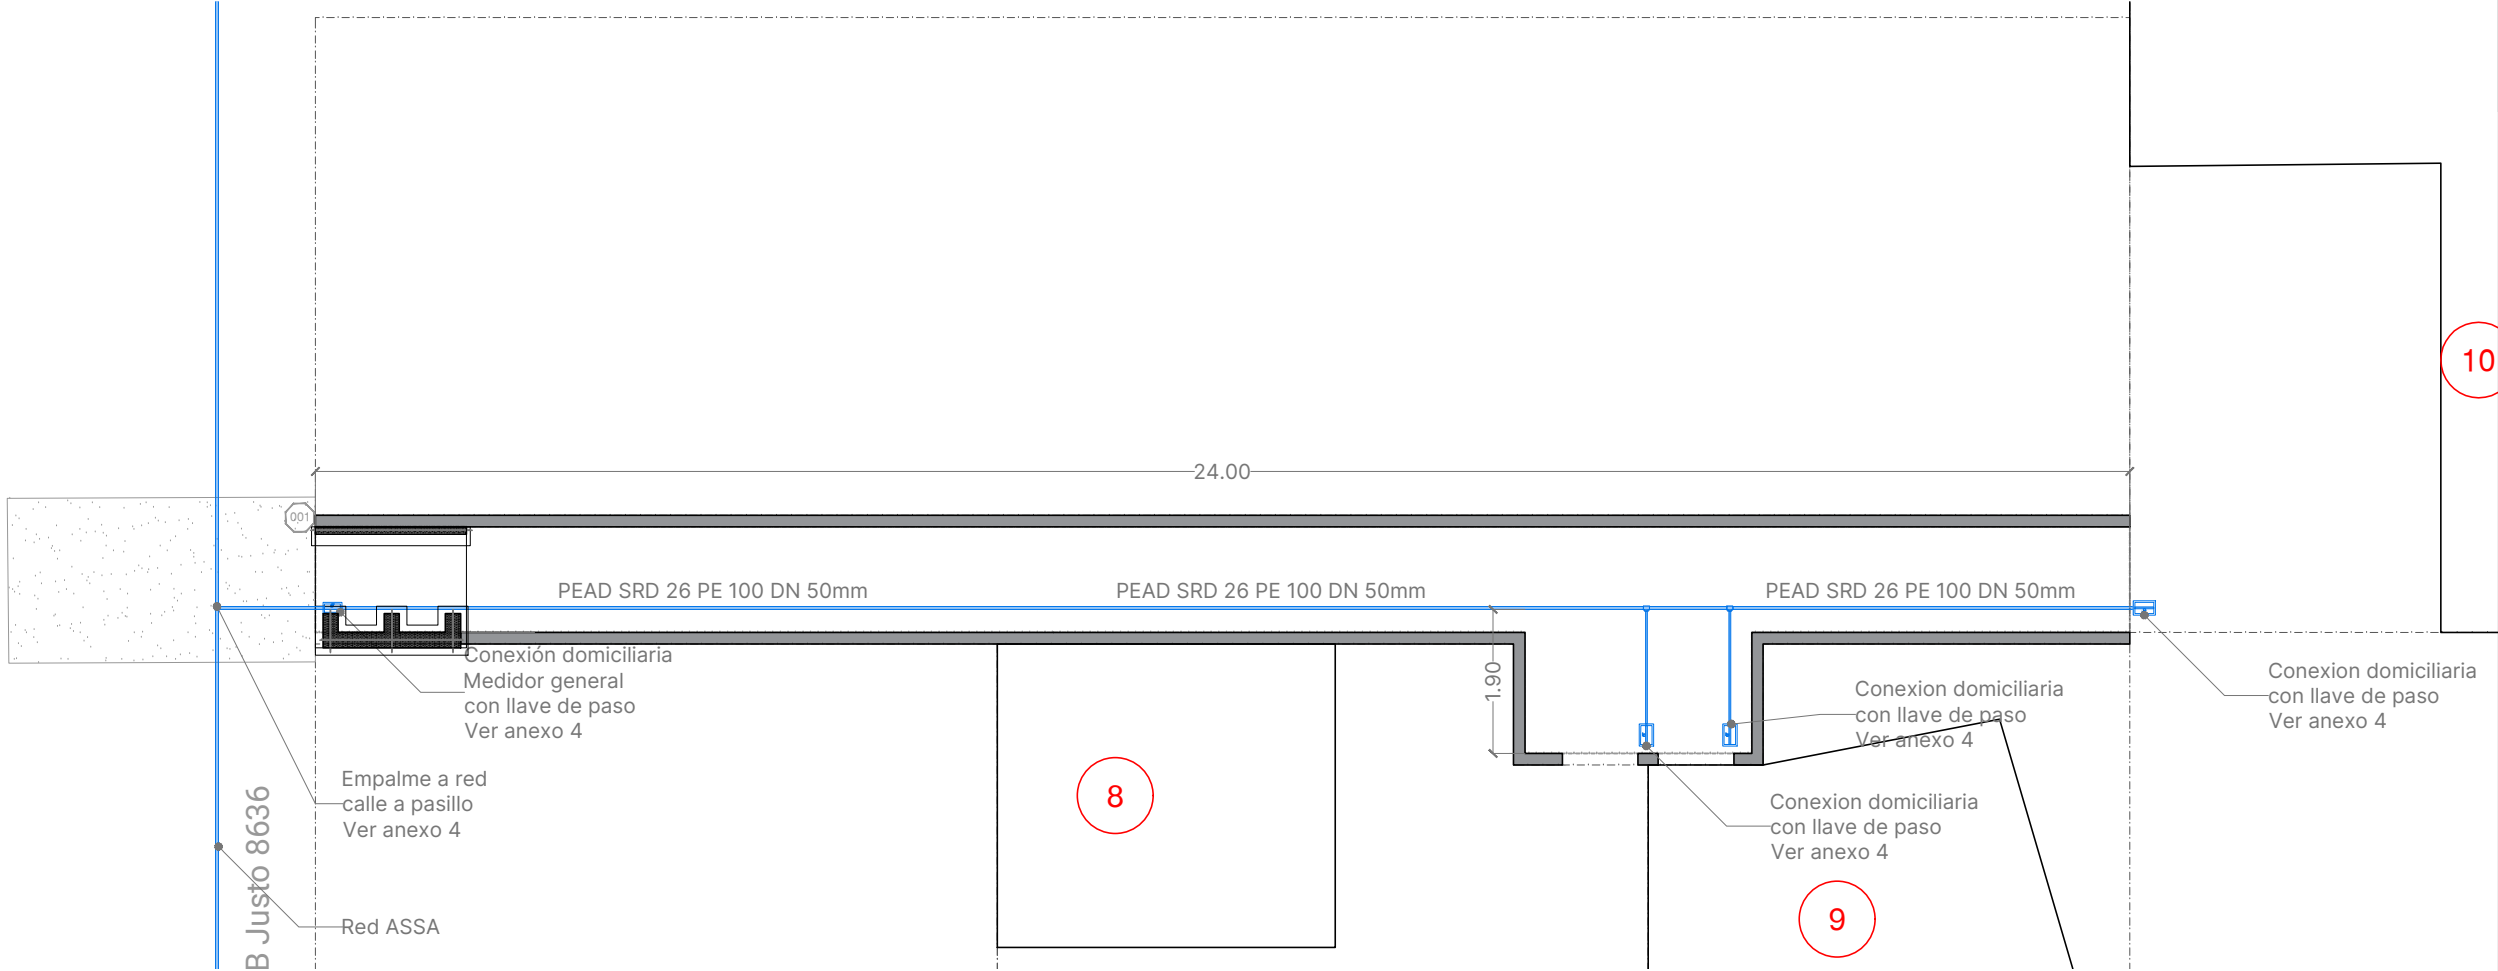 10
24.00
001
PEAD SRD 26 PE 100 DN 50mm
PEAD SRD 26 PE 100 DN 50mm
PEAD SRD 26 PE 100 DN 50mm
Conexión domiciliaria
Medidor general
con llave de paso
Ver anexo 4
1.90
Conexion domiciliaria
con llave de paso
Ver anexo 4
Conexion domiciliaria
con llave de paso
Ver anexo 4
Empalme a red
calle a pasillo
Ver anexo 4
8
Conexion domiciliaria
con llave de paso
Ver anexo 4
B Justo 8636
9
Red ASSA